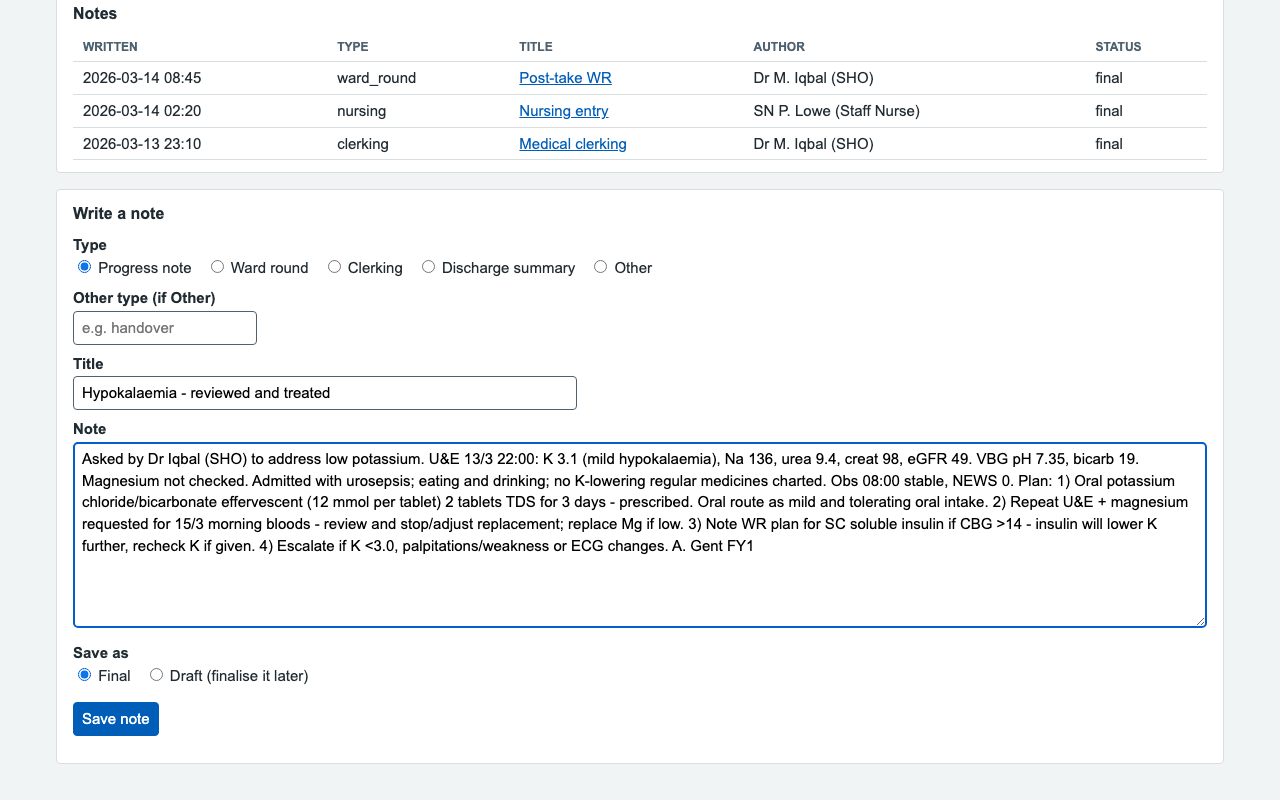 Notes
WRITTEN TYPE TITLE AUTHOR STATUS
2026-03-14 08:45 ward_round Post-take WR Dr M. Iqbal (SHO) final
2026-03-14 02:20 nursing Nursing entry SN P. Lowe (Staff Nurse) final
2026-03-13 23:10 clerking Medical clerking Dr M. Iqbal (SHO) final
Write a note
Type
Progress note Ward round Clerking Discharge summary Other
Other type (if Other)
e.g. handover
Title
Hypokalaemia - reviewed and treated
Note
Asked by Dr Iqbal (SHO) to address low potassium. U&E 13/3 22:00: K 3.1 (mild hypokalaemia), Na 136, urea 9.4, creat 98, eGFR 49. VBG pH 7.35, bicarb 19.
Magnesium not checked. Admitted with urosepsis; eating and drinking; no K-lowering regular medicines charted. Obs 08:00 stable, NEWS 0. Plan: 1) Oral potassium
chloride/bicarbonate effervescent (12 mmol per tablet) 2 tablets TDS for 3 days - prescribed. Oral route as mild and tolerating oral intake. 2) Repeat U&E + magnesium
requested for 15/3 morning bloods - review and stop/adjust replacement; replace Mg if low. 3) Note WR plan for SC soluble insulin if CBG >14 - insulin will lower K
further, recheck K if given. 4) Escalate if K <3.0, palpitations/weakness or ECG changes. A. Gent FY1
Save as
Final Draft (finalise it later)
Save note